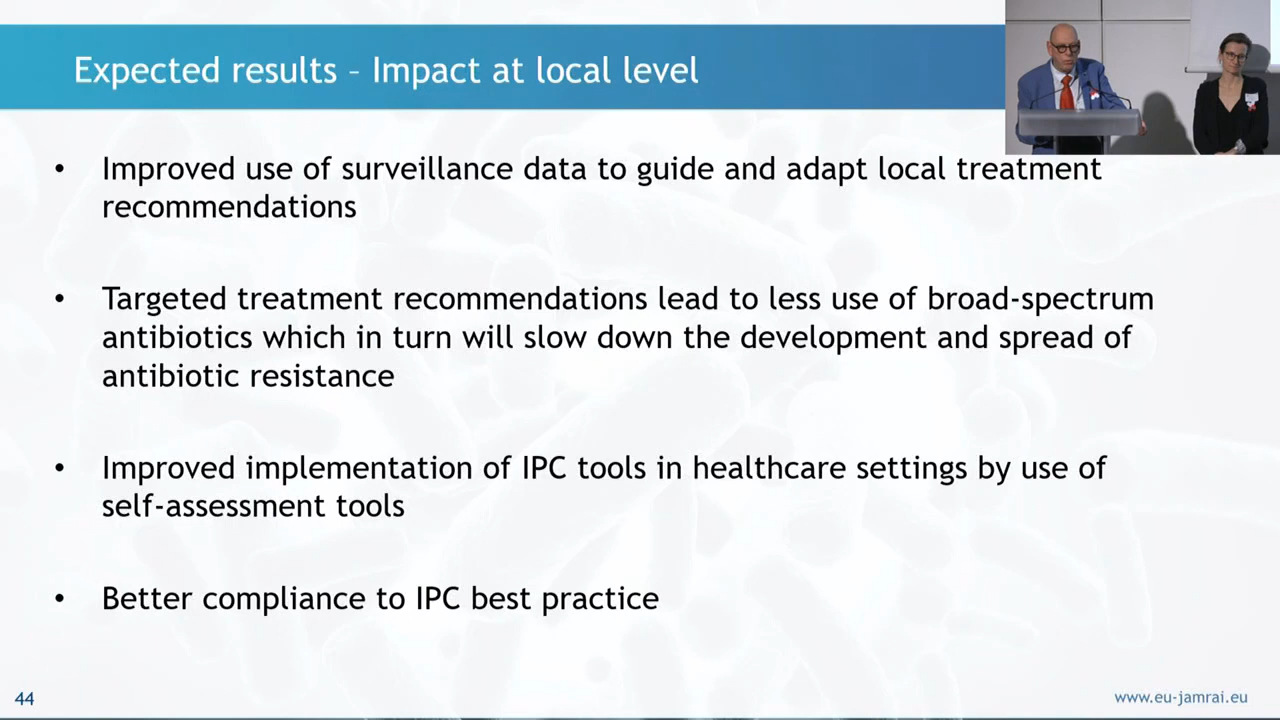 Expected results – Impact at local level
• Improved use of surveillance data to guide and adapt local treatment
recommendations
• Targeted treatment recommendations lead to less use of broad-spectrum
antibiotics which in turn will slow down the development and spread of
antibiotic resistance
• Improved implementation of IPC tools in healthcare settings by use of
self-assessment tools
• Better compliance to IPC best practice
44
www.eu-jamrai.eu